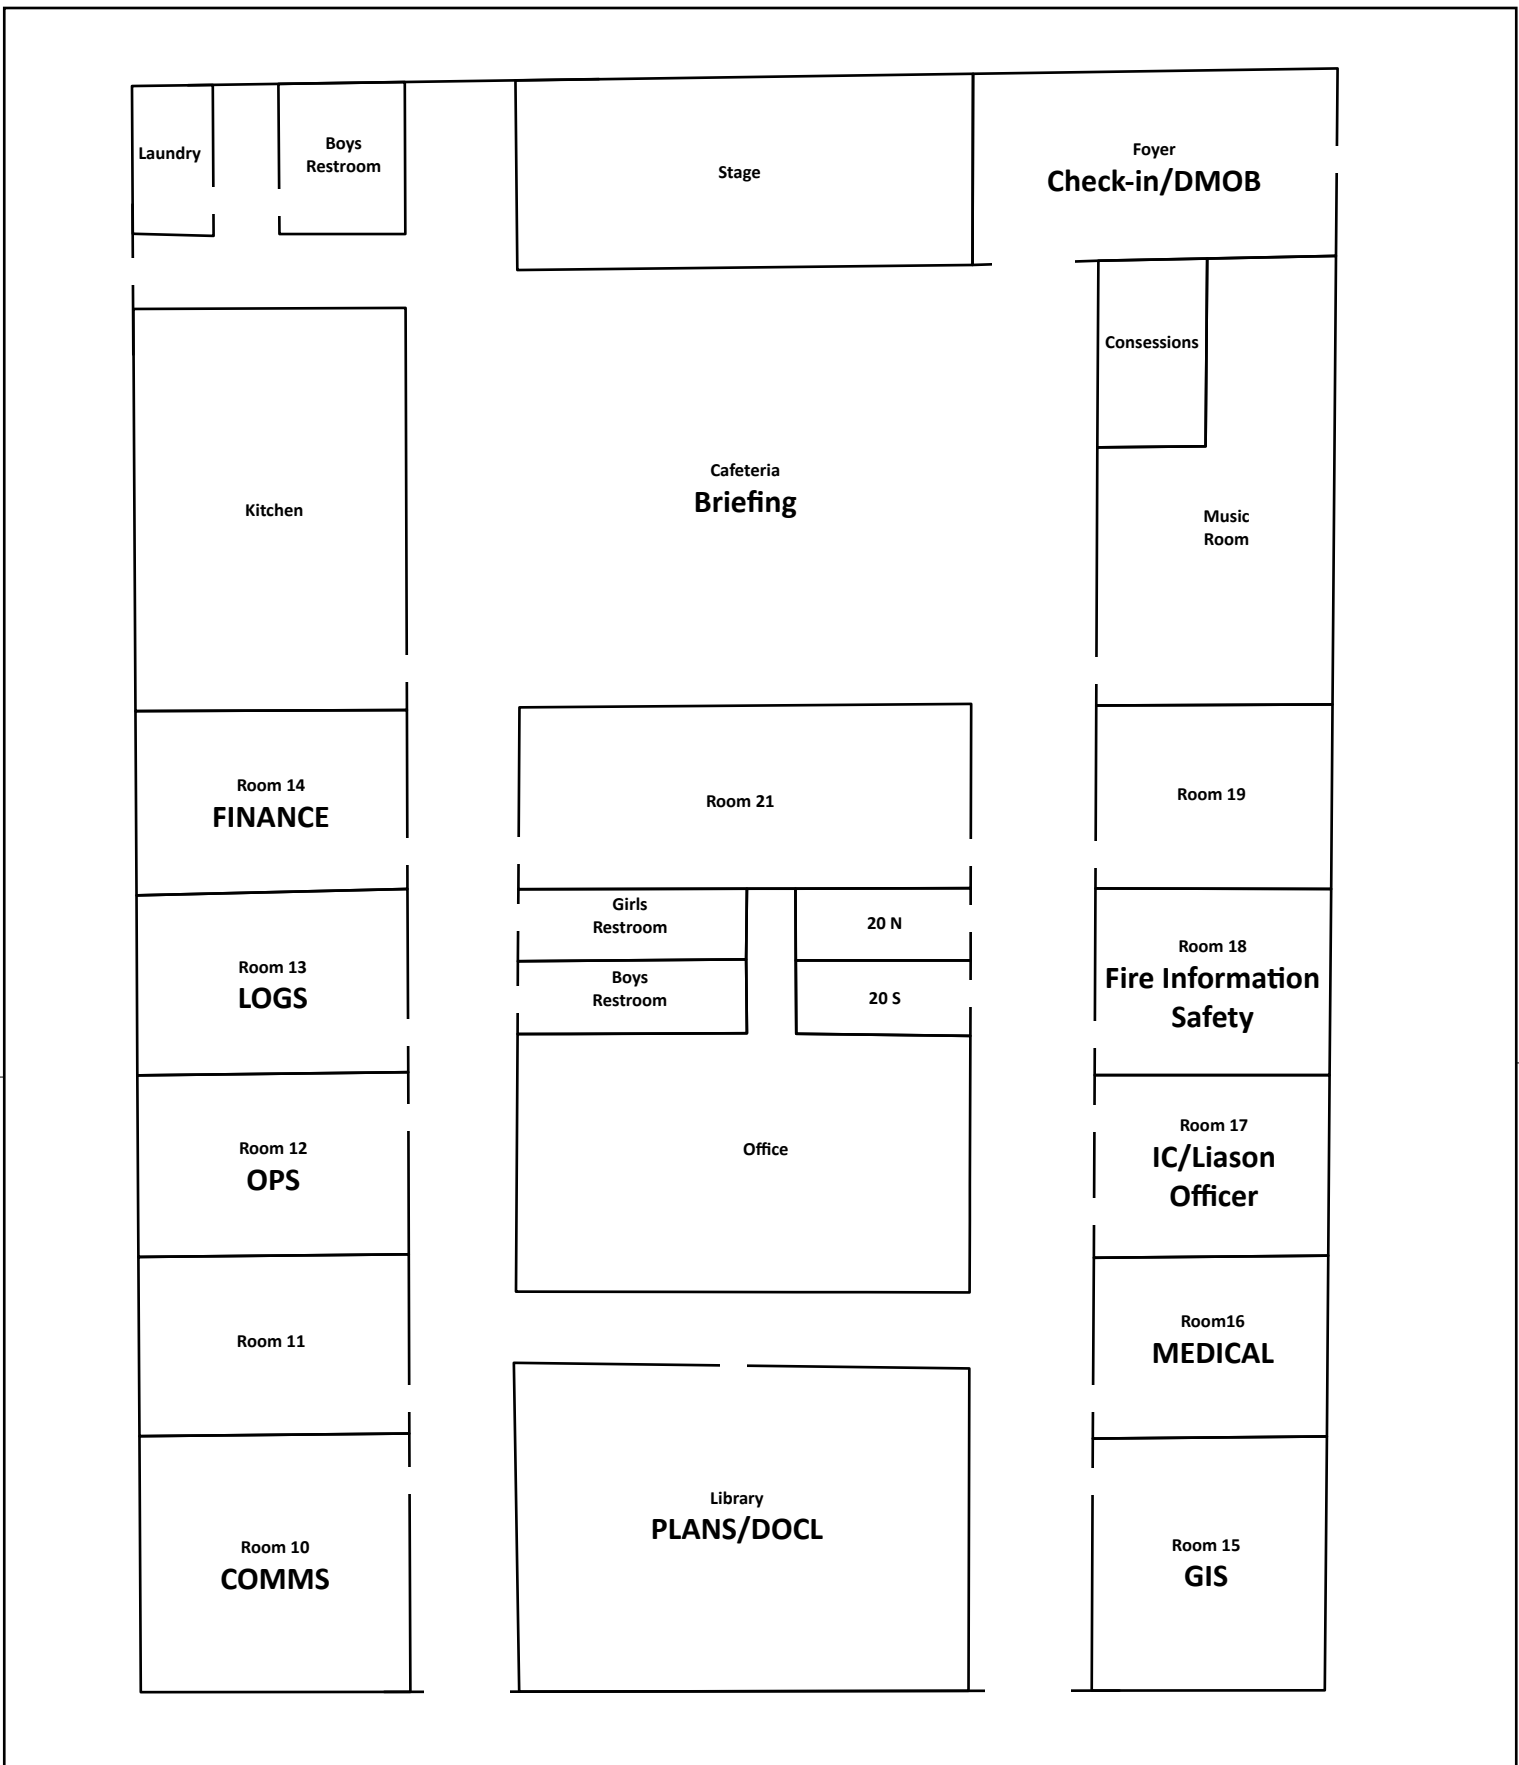 Laundry
Boys
Restroom
Stage
Foyer
Check-in/DMOB
Consessions
Kitchen
Cafeteria
Briefing
Music
Room
Room 14
FINANCE
Room 21
Room 19
Girls
Restroom
20 N
Room 13
LOGS
Boys
Restroom
20 S
Room 18
Fire Information
Safety
Room 12
OPS
Office
Room 17
IC/Liason
Officer
Room 11
Room16
MEDICAL
Library
PLANS/DOCL
Room 10
COMMS
Room 15
GIS